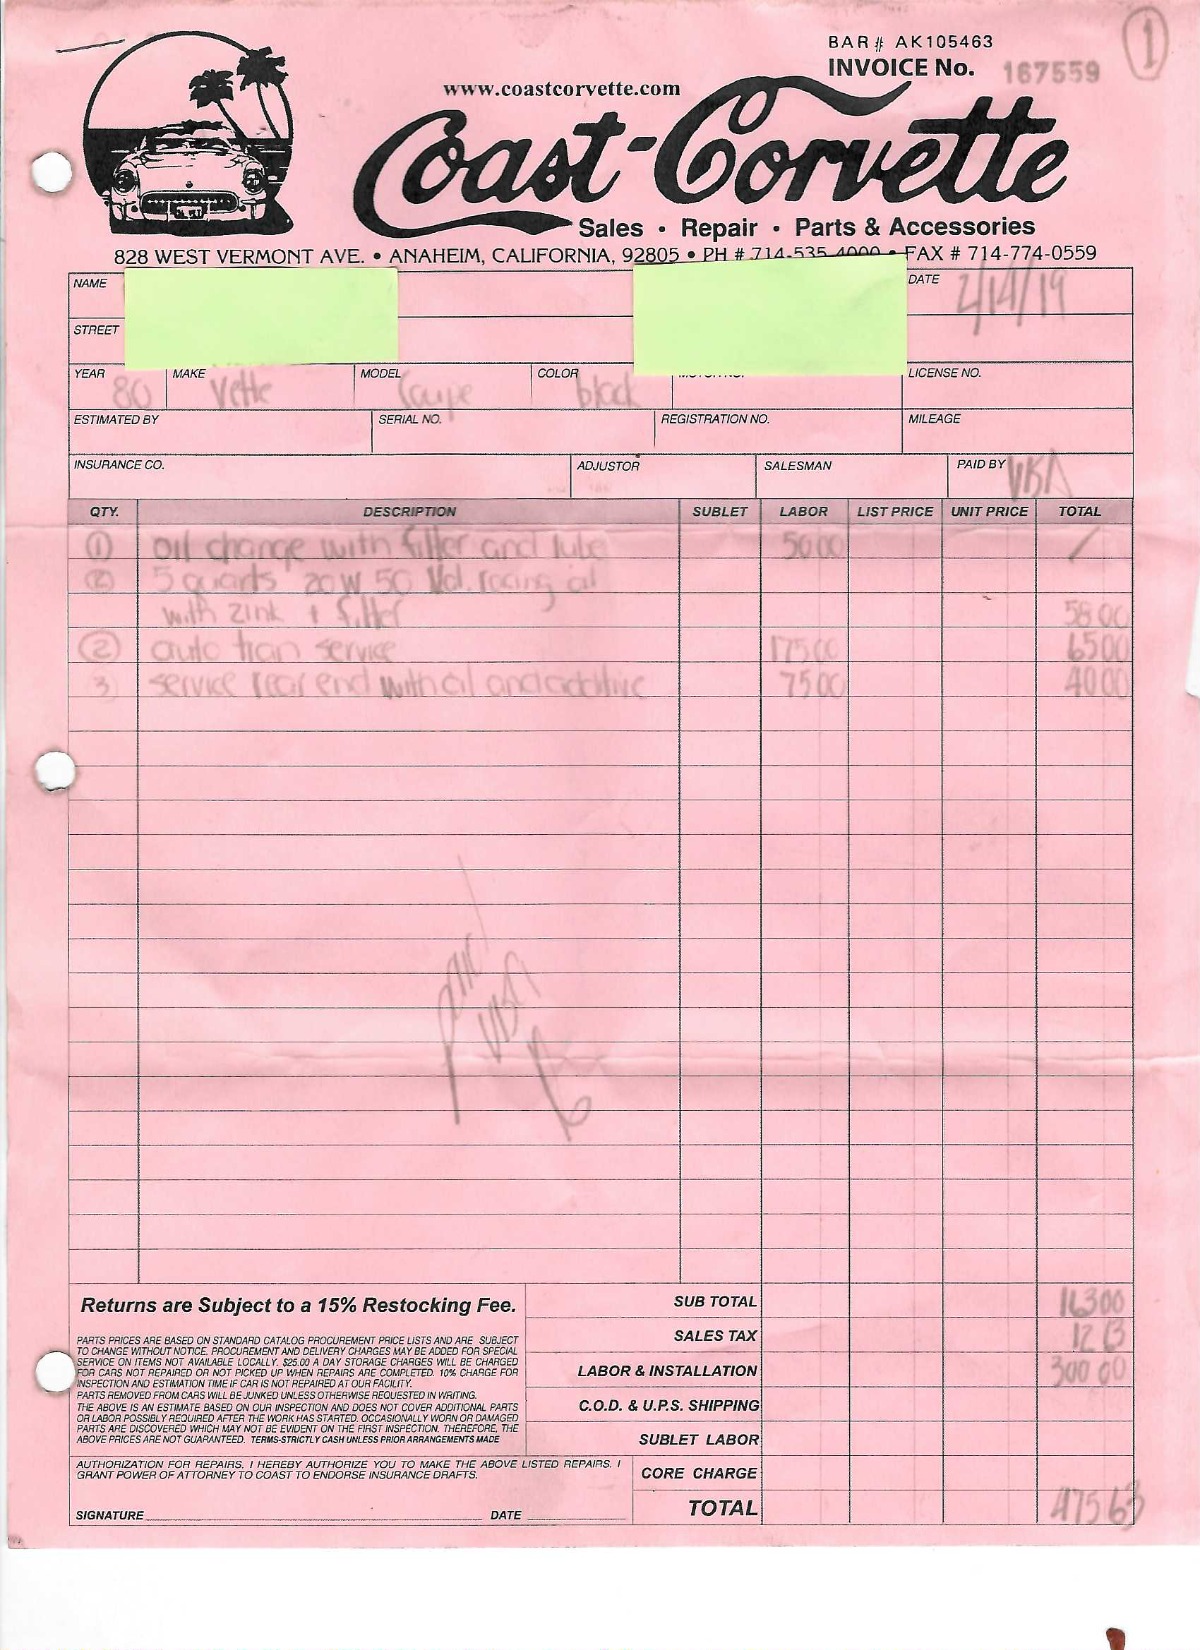 BAR # AK105463
INVOICE No. 167559
1
www.coastcorvette.com
Coast-Corvette
Sales • Repair • Parts & Accessories
828 WEST VERMONT AVE. • ANAHEIM, CALIFORNIA, 92805 • PH # 714-535-4000 • FAX # 714-774-0559
NAME DATE 2/14/19
STREET
YEAR 80 MAKE Vette MODEL Coupe COLOR black LICENSE NO.
ESTIMATED BY SERIAL NO. REGISTRATION NO. MILEAGE
INSURANCE CO. ADJUSTOR SALESMAN PAID BY
QTY. DESCRIPTION SUBLET LABOR LIST PRICE UNIT PRICE TOTAL
1 oil change with filter and lube 50 00 /
5 quarts 20W 50 Vol. racing oil
with zink + filter 58 00
2 auto tran service 175 00 65 00
3 service rear end with oil and additive 75 00 40 00
Returns are Subject to a 15% Restocking Fee.
PARTS PRICES ARE BASED ON STANDARD CATALOG PROCUREMENT PRICE LISTS AND ARE SUBJECT
TO CHANGE WITHOUT NOTICE. PROCUREMENT AND DELIVERY CHARGES MAY BE ADDED FOR SPECIAL
SERVICE ON ITEMS NOT AVAILABLE LOCALLY. $25.00 A DAY STORAGE CHARGES WILL BE CHARGED
FOR CARS NOT REPAIRED OR NOT PICKED UP WHEN REPAIRS ARE COMPLETED. 10% CHARGE FOR
INSPECTION AND ESTIMATION TIME IF CAR IS NOT REPAIRED AT OUR FACILITY.
PARTS REMOVED FROM CARS WILL BE JUNKED UNLESS OTHERWISE REQUESTED IN WRITING.
THE ABOVE IS AN ESTIMATE BASED ON OUR INSPECTION AND DOES NOT COVER ADDITIONAL PARTS
OR LABOR POSSIBLY REQUIRED AFTER THE WORK HAS STARTED. OCCASIONALLY WORN OR DAMAGED
PARTS ARE DISCOVERED WHICH MAY NOT BE EVIDENT ON THE FIRST INSPECTION. THEREFORE, THE
ABOVE PRICES ARE NOT GUARANTEED. TERMS-STRICTLY CASH UNLESS PRIOR ARRANGEMENTS MADE
SUB TOTAL 163 00
SALES TAX 12 63
LABOR & INSTALLATION 300 00
C.O.D. & U.P.S. SHIPPING
SUBLET LABOR
AUTHORIZATION FOR REPAIRS. I HEREBY AUTHORIZE YOU TO MAKE THE ABOVE LISTED REPAIRS. I
GRANT POWER OF ATTORNEY TO COAST TO ENDORSE INSURANCE DRAFTS.
CORE CHARGE
TOTAL 475 63
SIGNATURE DATE